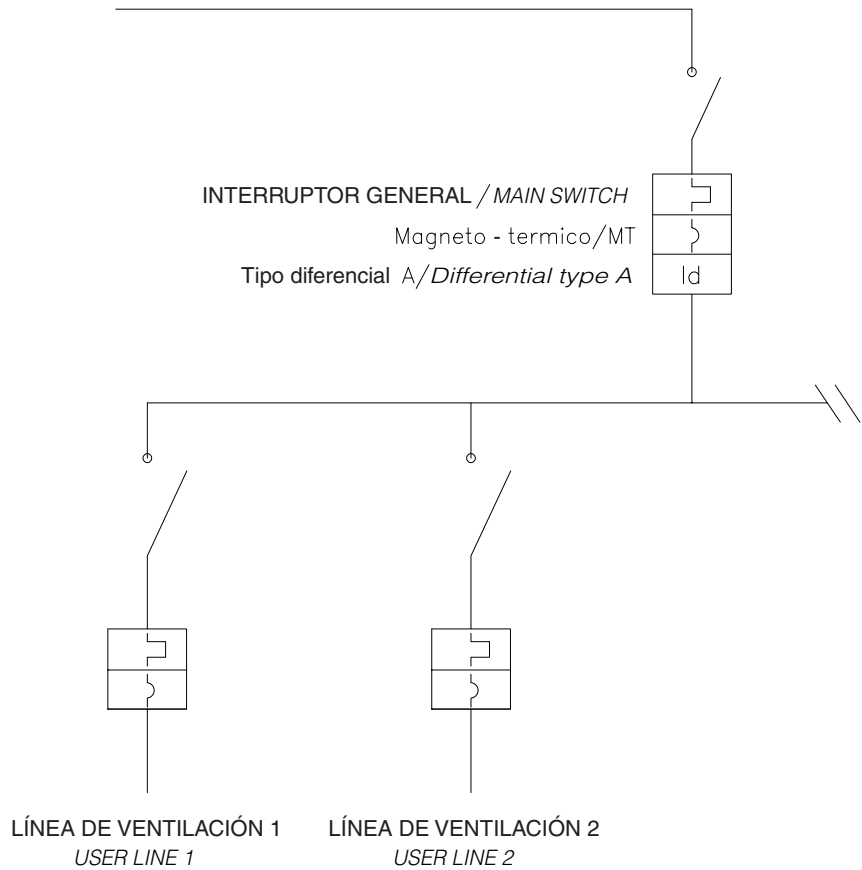 INTERRUPTOR GENERAL / MAIN SWITCH
Magneto - termico/MT
Tipo diferencial A/Differential type A
Id
LÍNEA DE VENTILACIÓN 1
USER LINE 1
LÍNEA DE VENTILACIÓN 2
USER LINE 2